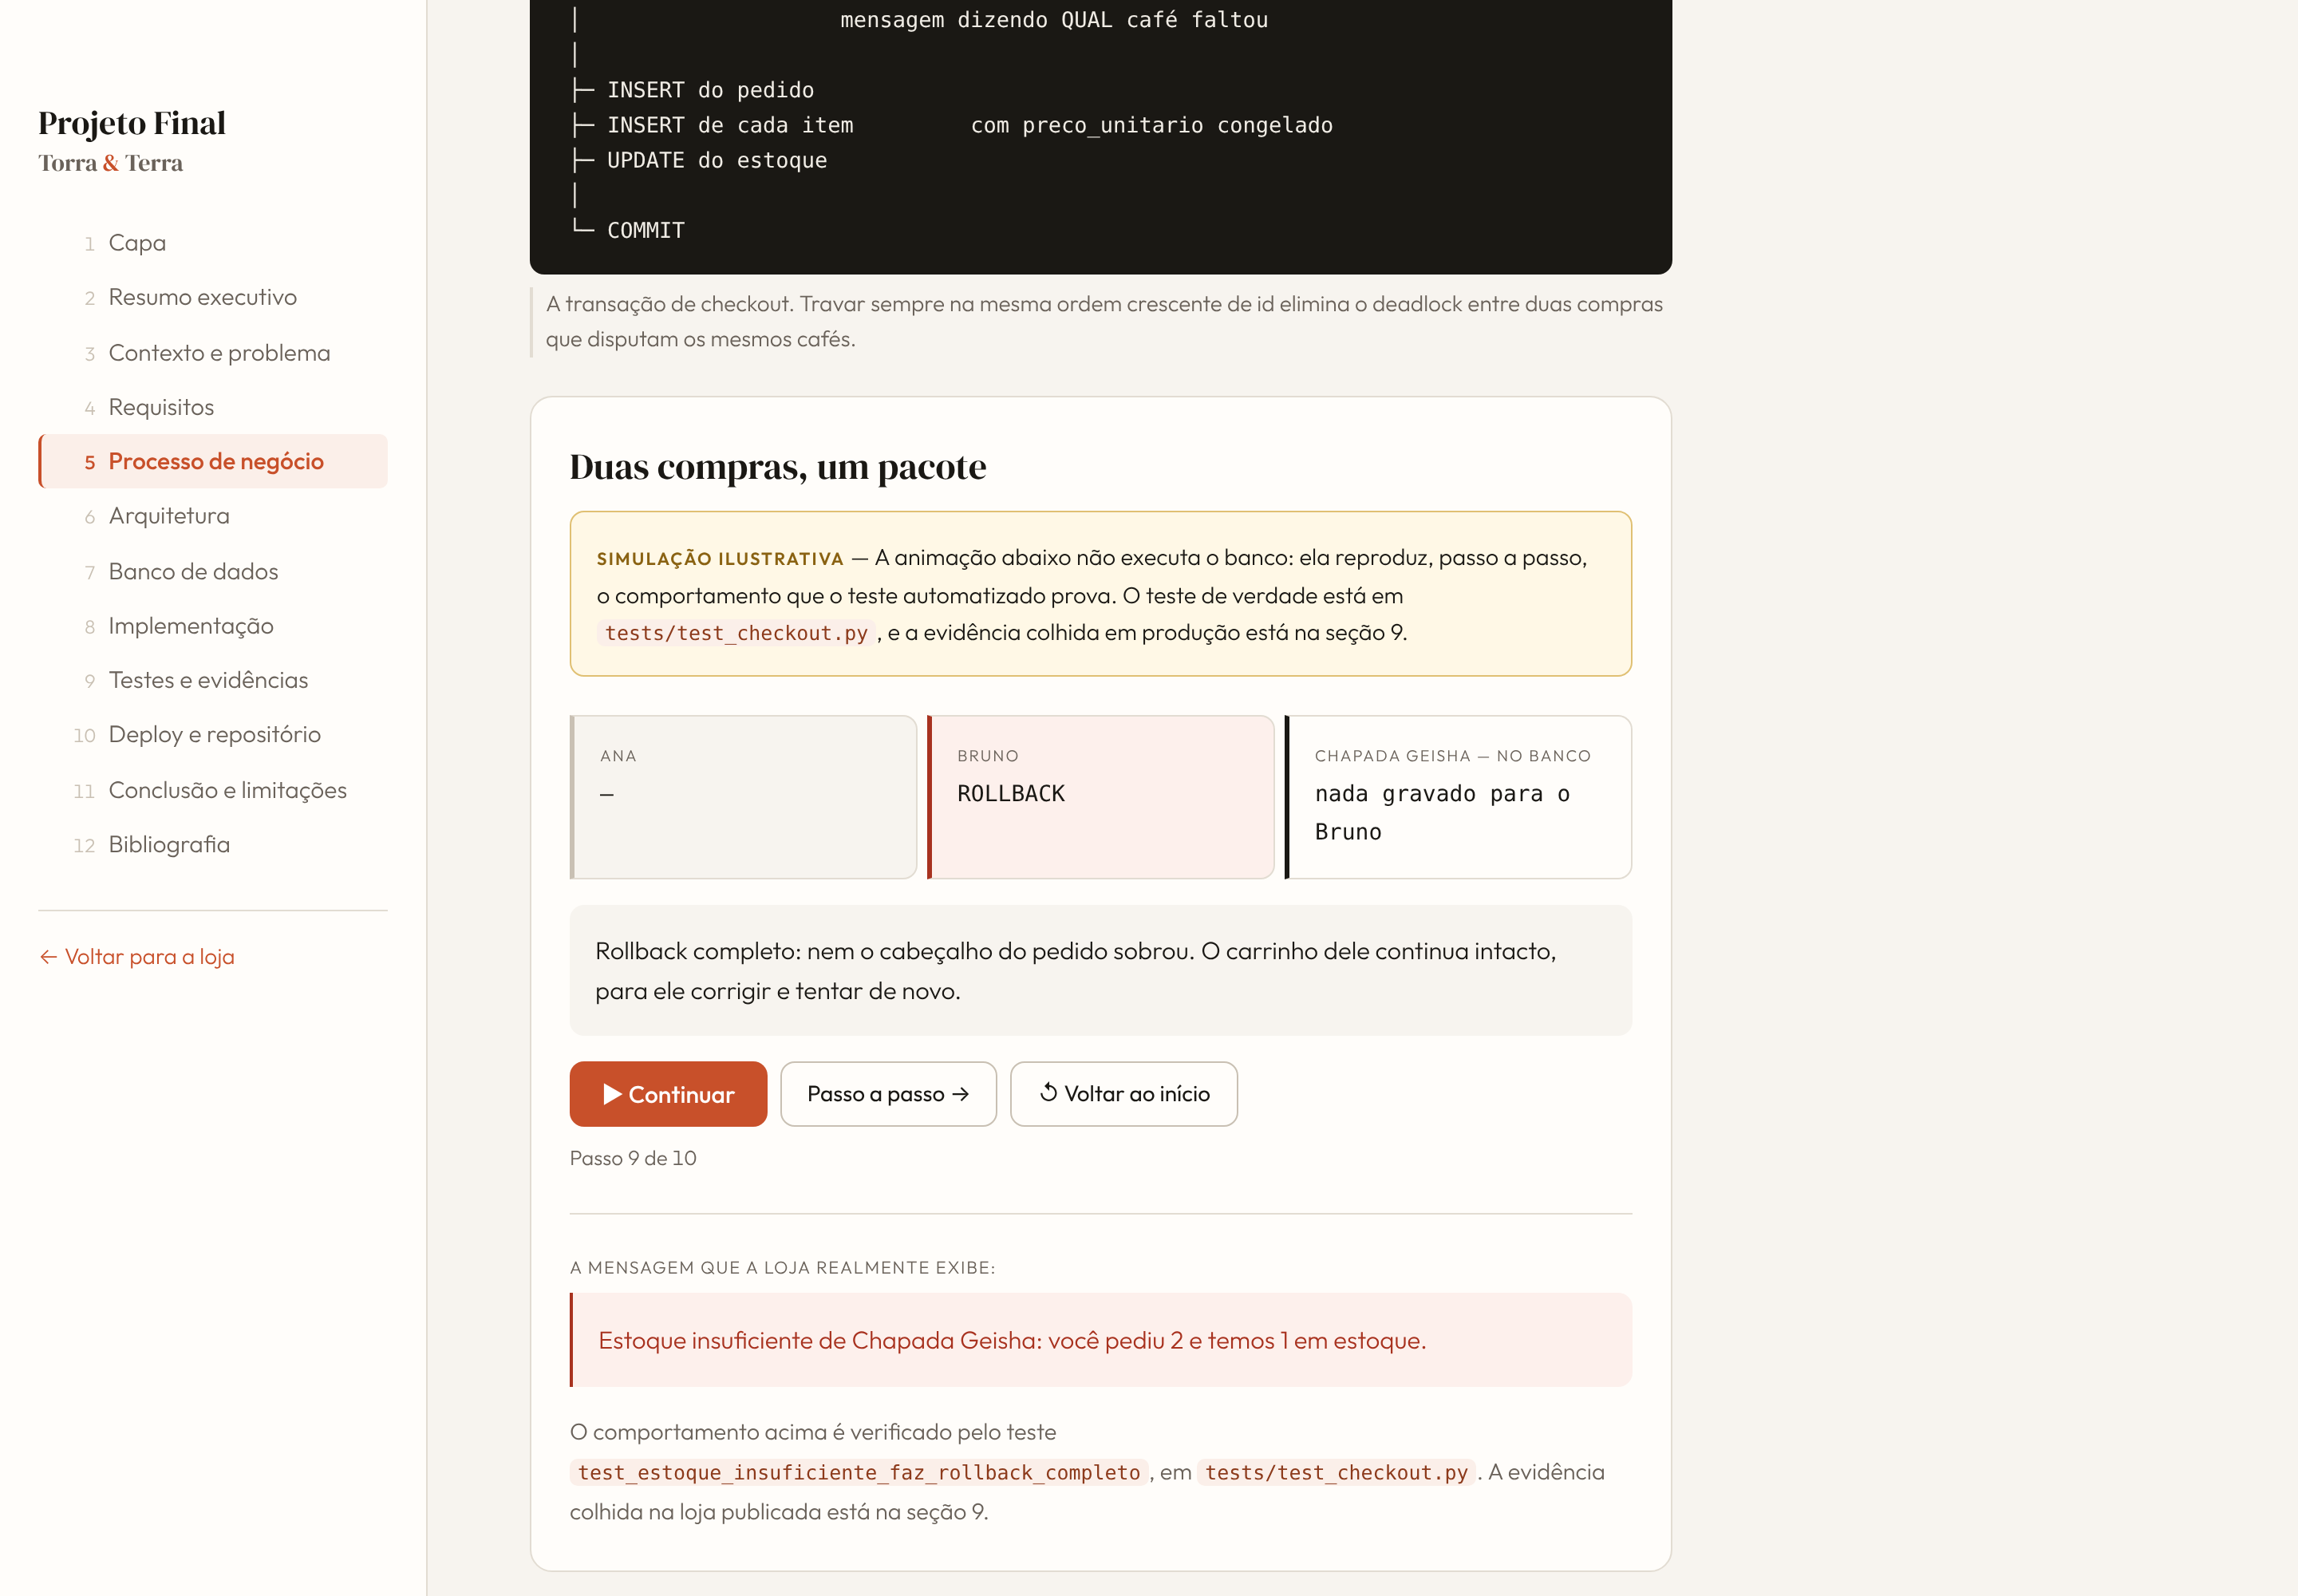 Projeto Final
Torra & Terra
1 Capa
2 Resumo executivo
3 Contexto e problema
4 Requisitos
5 Processo de negócio
6 Arquitetura
7 Banco de dados
8 Implementação
9 Testes e evidências
10 Deploy e repositório
11 Conclusão e limitações
12 Bibliografia
← Voltar para a loja
│ mensagem dizendo QUAL café faltou
│
├─ INSERT do pedido
├─ INSERT de cada item com preco_unitario congelado
├─ UPDATE do estoque
│
└─ COMMIT
A transação de checkout. Travar sempre na mesma ordem crescente de id elimina o deadlock entre duas compras
que disputam os mesmos cafés.
Duas compras, um pacote
SIMULAÇÃO ILUSTRATIVA — A animação abaixo não executa o banco: ela reproduz, passo a passo,
o comportamento que o teste automatizado prova. O teste de verdade está em
tests/test_checkout.py, e a evidência colhida em produção está na seção 9.
ANA
—
BRUNO
ROLLBACK
CHAPADA GEISHA — NO BANCO
nada gravado para o
Bruno
Rollback completo: nem o cabeçalho do pedido sobrou. O carrinho dele continua intacto,
para ele corrigir e tentar de novo.
▶ Continuar
Passo a passo →
↺ Voltar ao início
Passo 9 de 10
A MENSAGEM QUE A LOJA REALMENTE EXIBE:
Estoque insuficiente de Chapada Geisha: você pediu 2 e temos 1 em estoque.
O comportamento acima é verificado pelo teste
test_estoque_insuficiente_faz_rollback_completo, em tests/test_checkout.py. A evidência
colhida na loja publicada está na seção 9.